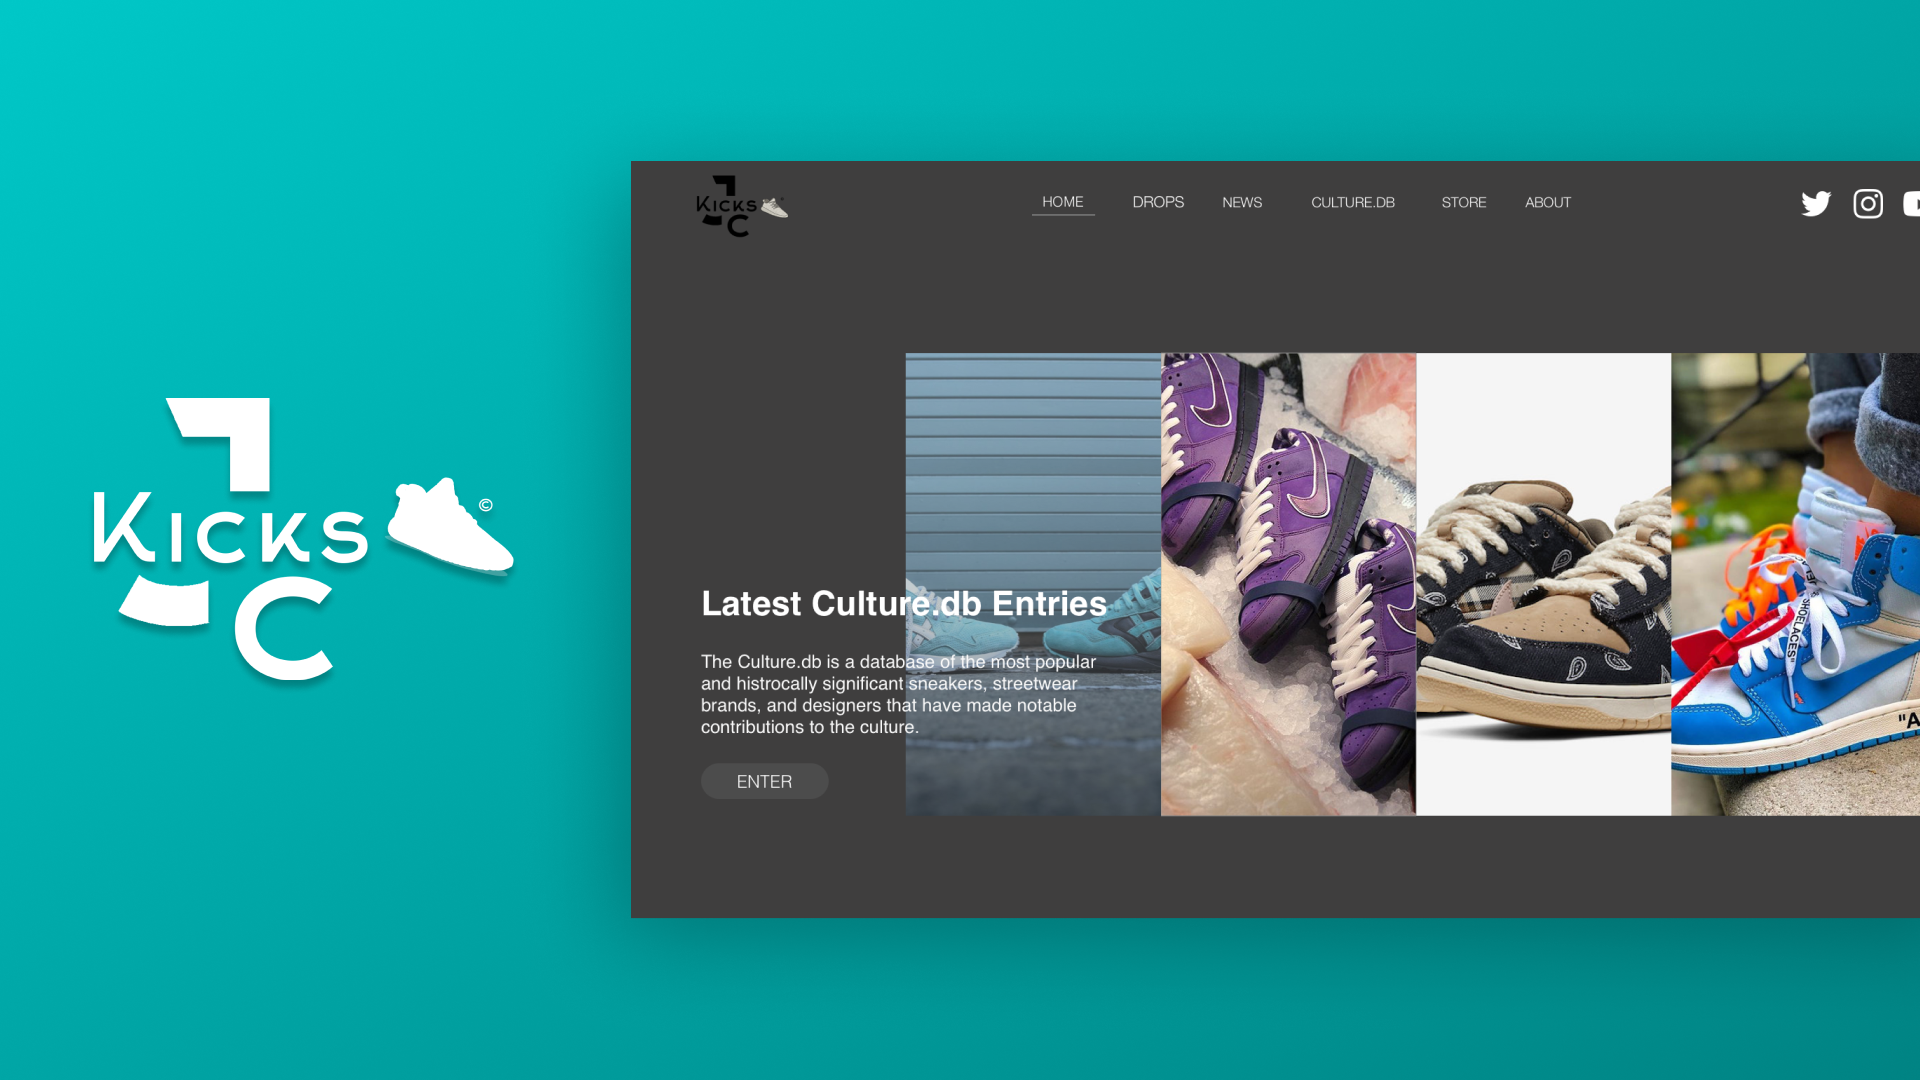 J
KICKS ©
C
J
KICKS
C
HOME DROPS NEWS CULTURE.DB STORE ABOUT
Latest Culture.db Entries
The Culture.db is a database of the most popular
and histrocally significant sneakers, streetwear
brands, and designers that have made notable
contributions to the culture.
ENTER
SHOELACES"
"A